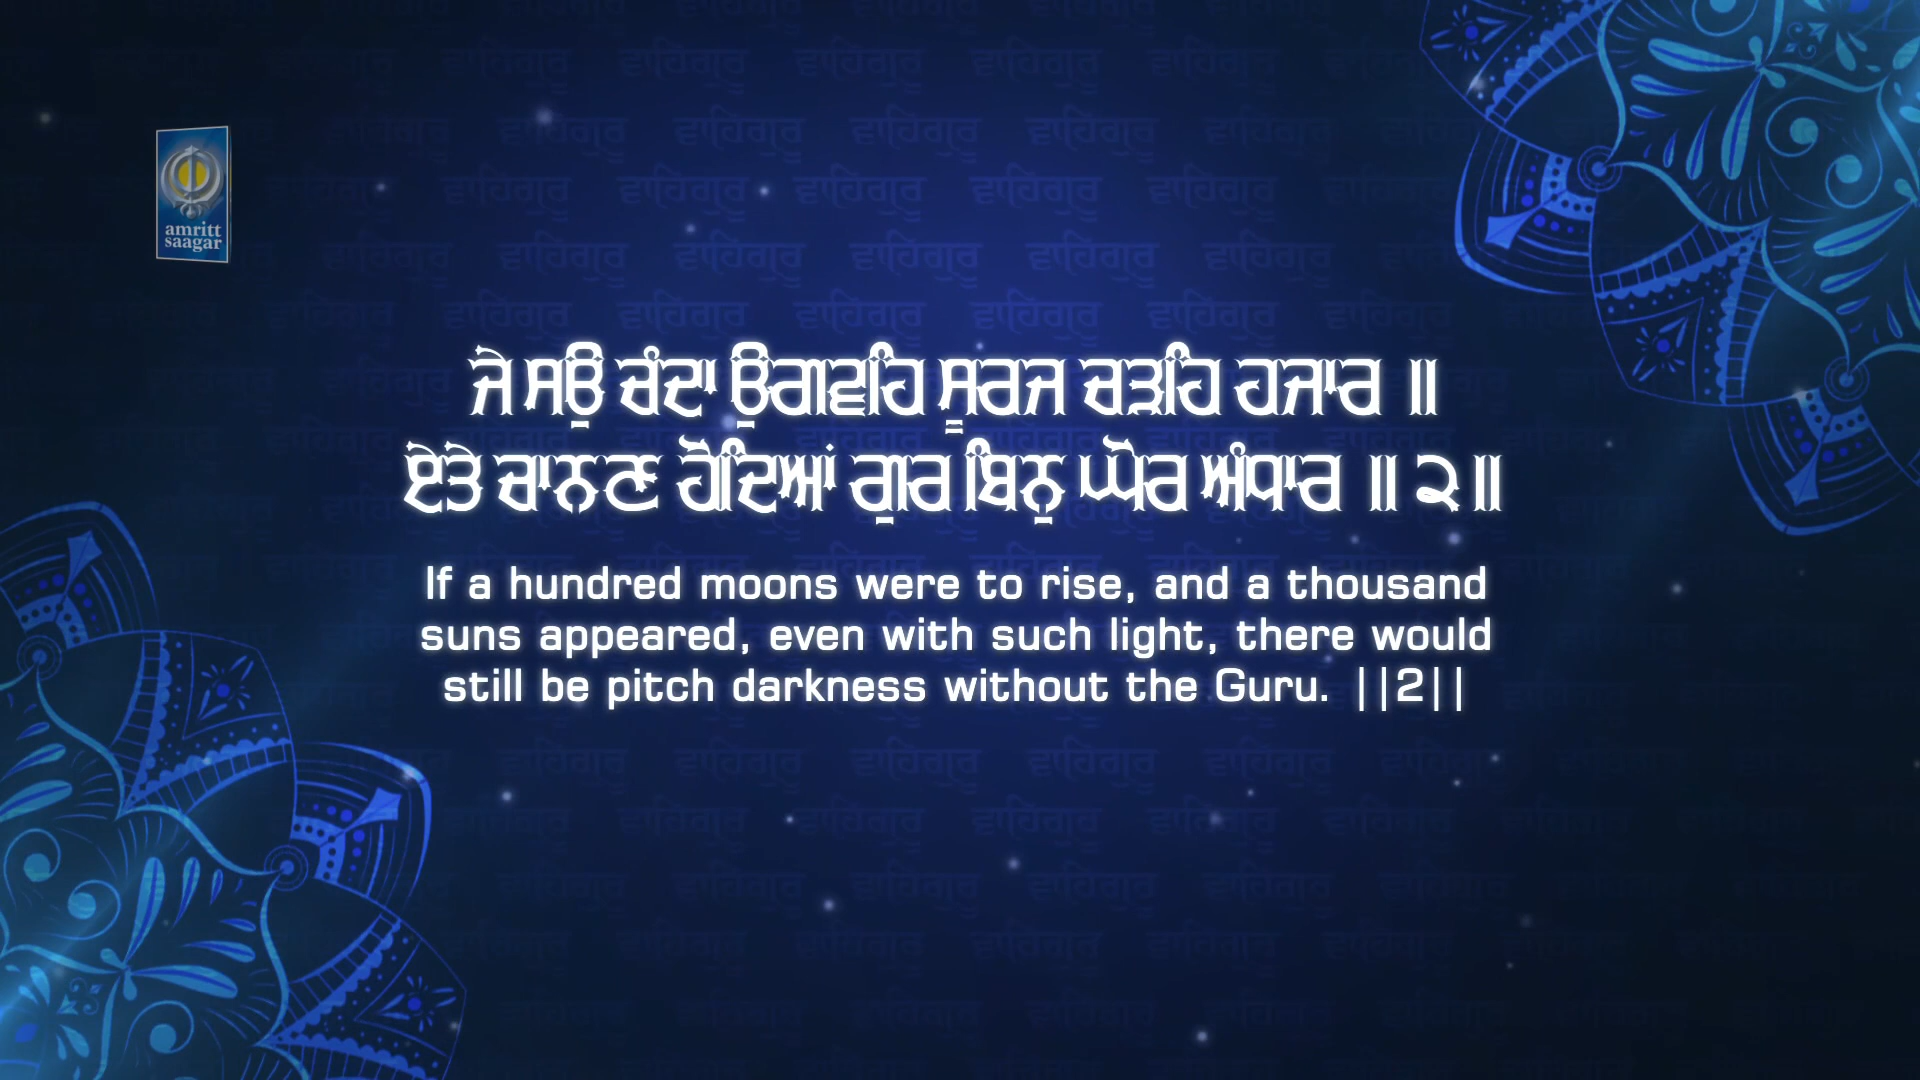 amritt
saagar
ਜੇ ਸਉ ਚੰਦਾ ਉਗਵਹਿ ਸੂਰਜ ਚੜਹਿ ਹਜਾਰ ॥
ਏਤੇ ਚਾਨਣ ਹੋਦਿਆਂ ਗੁਰ ਬਿਨੁ ਘੋਰ ਅੰਧਾਰ ॥੨॥
If a hundred moons were to rise, and a thousand
suns appeared, even with such light, there would
still be pitch darkness without the Guru. ||2||